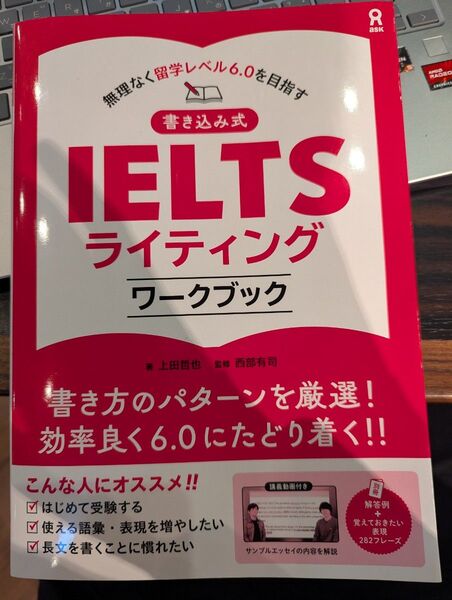 ask
無理なく留学レベル6.0を目指す
書き込み式
IELTS
ライティング
ワークブック
著 上田哲也 監修 西部有司
書き方のパターンを厳選！
効率良く6.0にたどり着く!!
こんな人にオススメ!!
はじめて受験する
使える語彙・表現を増やしたい
長文を書くことに慣れたい
講義動画付き
サンプルエッセイの内容を解説
別冊
解答例
+
覚えておきたい
表現
282フレーズ
AMD
RADEON